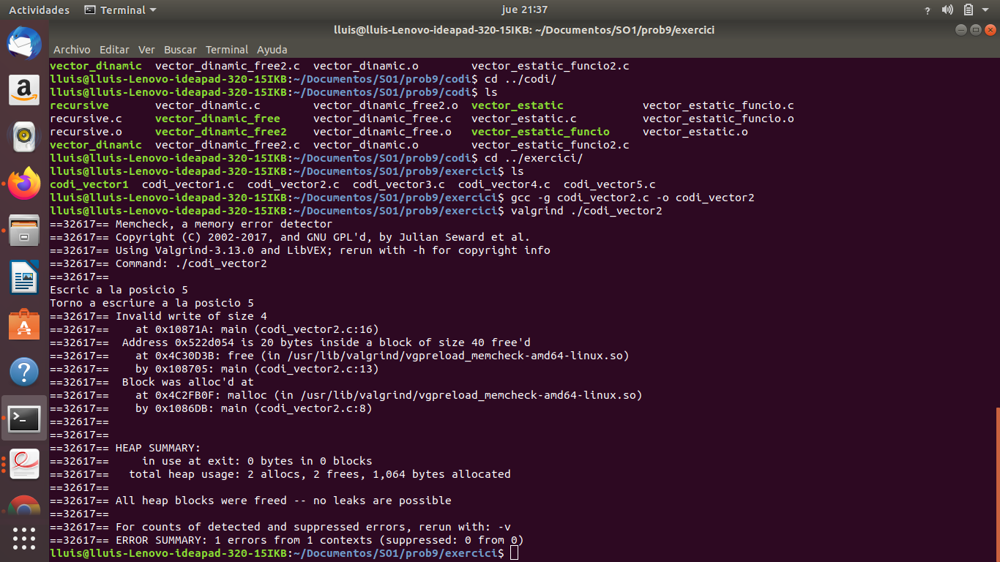 Actividades Terminal jue 21:37
lluis@lluis-Lenovo-ideapad-320-15IKB: ~/Documentos/SO1/prob9/exercici
Archivo Editar Ver Buscar Terminal Ayuda
vector_dinamic vector_dinamic_free2.c vector_dinamic.o vector_estatic_funcio2.c
lluis@lluis-Lenovo-ideapad-320-15IKB:~/Documentos/SO1/prob9/codi$ cd ../codi/
lluis@lluis-Lenovo-ideapad-320-15IKB:~/Documentos/SO1/prob9/codi$ ls
recursive vector_dinamic.c vector_dinamic_free2.o vector_estatic vector_estatic_funcio.c
recursive.c vector_dinamic_free vector_dinamic_free.c vector_estatic.c vector_estatic_funcio.o
recursive.o vector_dinamic_free2 vector_dinamic_free.o vector_estatic_funcio vector_estatic.o
vector_dinamic vector_dinamic_free2.c vector_dinamic.o vector_estatic_funcio2.c
lluis@lluis-Lenovo-ideapad-320-15IKB:~/Documentos/SO1/prob9/codi$ cd ../exercici/
lluis@lluis-Lenovo-ideapad-320-15IKB:~/Documentos/SO1/prob9/exercici$ ls
codi_vector1 codi_vector1.c codi_vector2.c codi_vector3.c codi_vector4.c codi_vector5.c
lluis@lluis-Lenovo-ideapad-320-15IKB:~/Documentos/SO1/prob9/exercici$ gcc -g codi_vector2.c -o codi_vector2
lluis@lluis-Lenovo-ideapad-320-15IKB:~/Documentos/SO1/prob9/exercici$ valgrind ./codi_vector2
==32617== Memcheck, a memory error detector
==32617== Copyright (C) 2002-2017, and GNU GPL'd, by Julian Seward et al.
==32617== Using Valgrind-3.13.0 and LibVEX; rerun with -h for copyright info
==32617== Command: ./codi_vector2
==32617==
Escric a la posicio 5
Torno a escriure a la posicio 5
==32617== Invalid write of size 4
==32617== at 0x10871A: main (codi_vector2.c:16)
==32617== Address 0x522d054 is 20 bytes inside a block of size 40 free'd
==32617== at 0x4C30D3B: free (in /usr/lib/valgrind/vgpreload_memcheck-amd64-linux.so)
==32617== by 0x108705: main (codi_vector2.c:13)
==32617== Block was alloc'd at
==32617== at 0x4C2FB0F: malloc (in /usr/lib/valgrind/vgpreload_memcheck-amd64-linux.so)
==32617== by 0x1086DB: main (codi_vector2.c:8)
==32617==
==32617==
==32617== HEAP SUMMARY:
==32617== in use at exit: 0 bytes in 0 blocks
==32617== total heap usage: 2 allocs, 2 frees, 1,064 bytes allocated
==32617==
==32617== All heap blocks were freed -- no leaks are possible
==32617==
==32617== For counts of detected and suppressed errors, rerun with: -v
==32617== ERROR SUMMARY: 1 errors from 1 contexts (suppressed: 0 from 0)
lluis@lluis-Lenovo-ideapad-320-15IKB:~/Documentos/SO1/prob9/exercici$